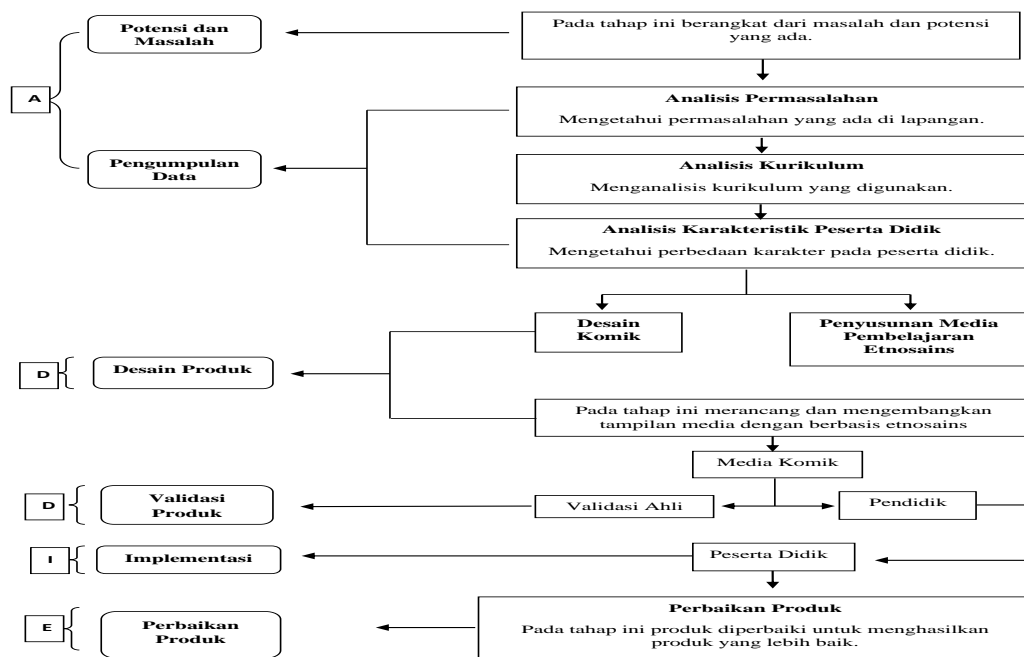 Potensi dan
Masalah
Pada tahap ini berangkat dari masalah dan potensi
yang ada.
A
Analisis Permasalahan
Mengetahui permasalahan yang ada di lapangan.
Pengumpulan
Data
Analisis Kurikulum
Menganalisis kurikulum yang digunakan.
Analisis Karakteristik Peserta Didik
Mengetahui perbedaan karakter pada peserta didik.
Desain
Komik
Penyusunan Media
Pembelajaran
Etnosains
D
Desain Produk
Pada tahap ini merancang dan mengembangkan
tampilan media dengan berbasis etnosains
Media Komik
D
Validasi
Produk
Validasi Ahli
Pendidik
I
Implementasi
Peserta Didik
E
Perbaikan
Produk
Perbaikan Produk
Pada tahap ini produk diperbaiki untuk menghasilkan
produk yang lebih baik.